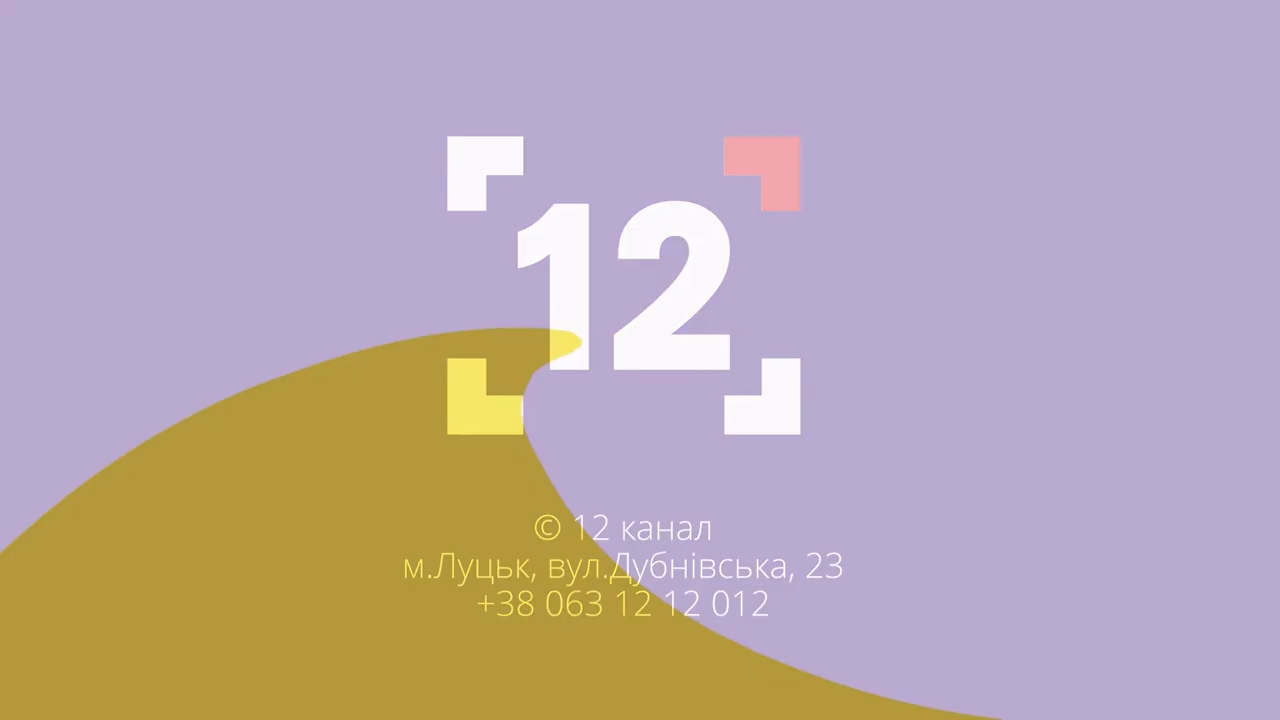 12
© 12 канал
м.Луцьк, вул.Дубнівська, 23
+38 063 12 12 012